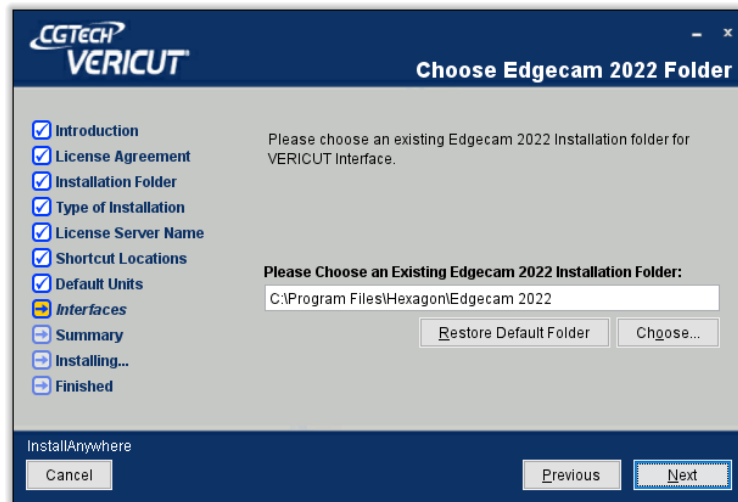 CGTECH
VERICUT
Choose Edgecam 2022 Folder
Introduction
License Agreement
Installation Folder
Type of Installation
License Server Name
Shortcut Locations
Default Units
Interfaces
Summary
Installing...
Finished
Please choose an existing Edgecam 2022 Installation folder for
VERICUT Interface.
Please Choose an Existing Edgecam 2022 Installation Folder:
C:\Program Files\Hexagon\Edgecam 2022
Restore Default Folder
Choose...
InstallAnywhere
Cancel
Previous
Next